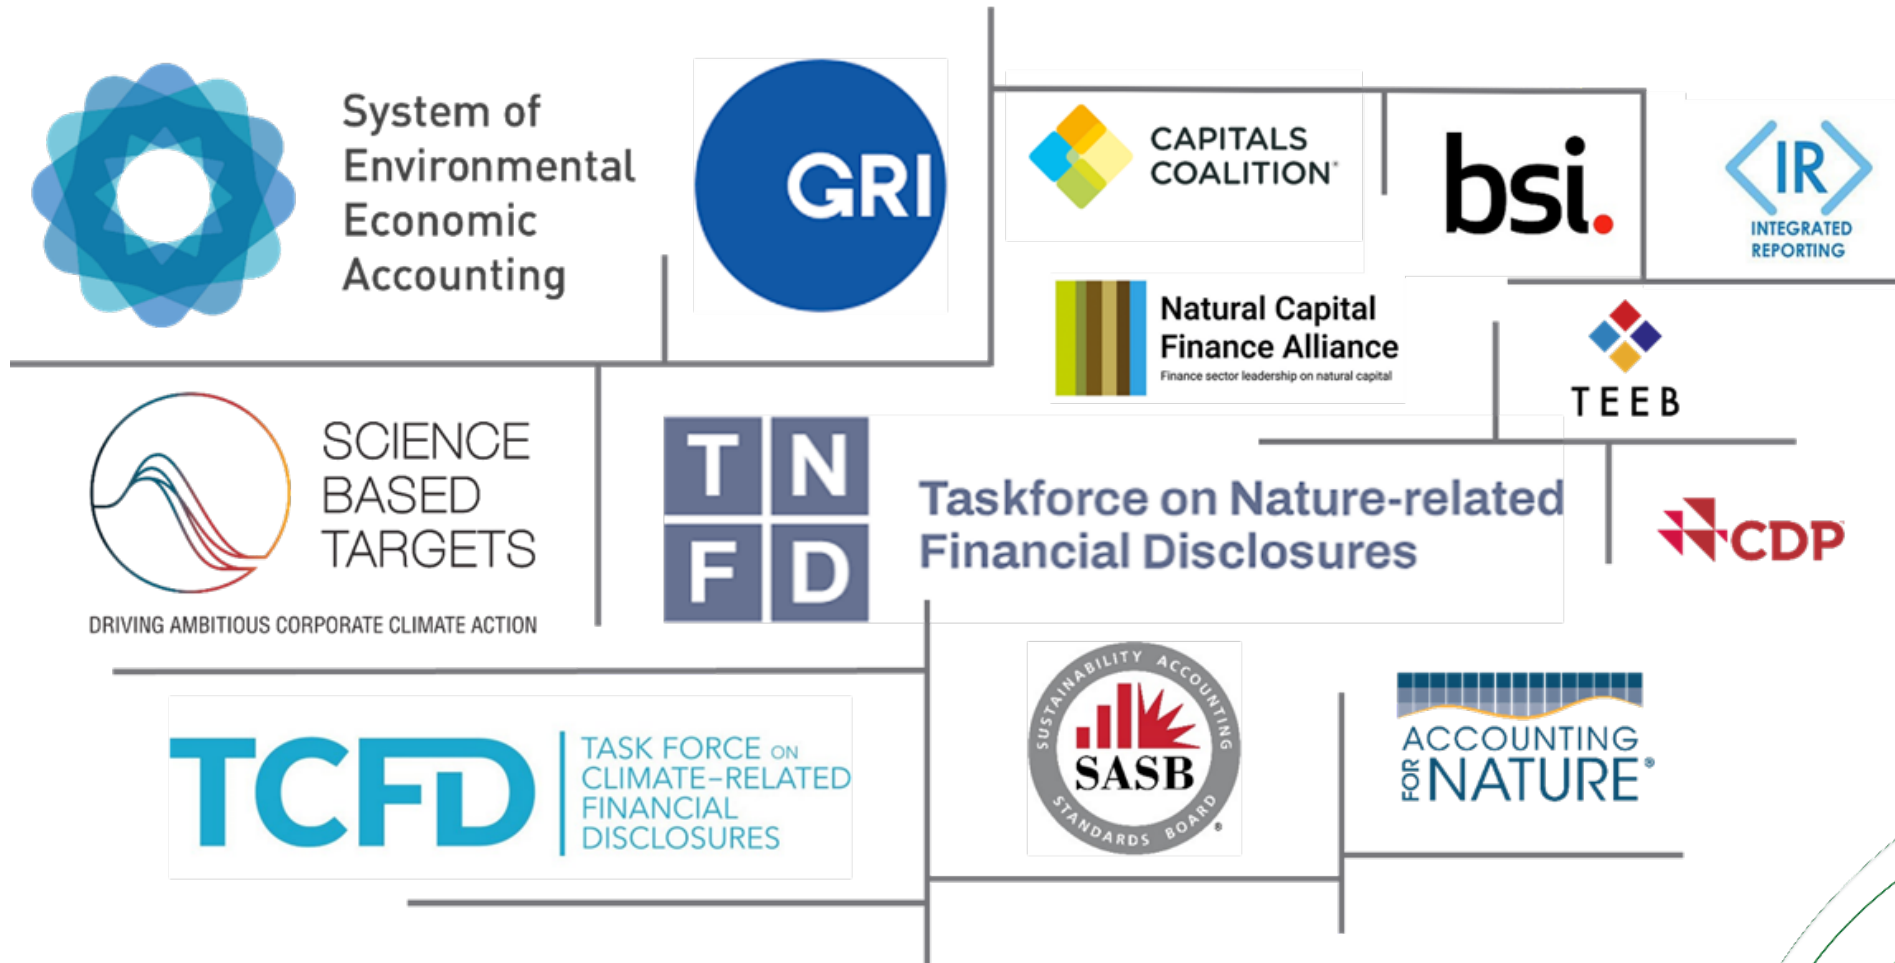 System of
Environmental
Economic
Accounting
GRI
CAPITALS
COALITION®
bsi.
<IR>
INTEGRATED
REPORTING
Natural Capital
Finance Alliance
Finance sector leadership on natural capital
TEEB
SCIENCE
BASED
TARGETS
DRIVING AMBITIOUS CORPORATE CLIMATE ACTION
TN
FD
Taskforce on Nature-related
Financial Disclosures
CDP
TCFD
TASK FORCE ON
CLIMATE-RELATED
FINANCIAL
DISCLOSURES
SUSTAINABILITY ACCOUNTING
SASB
STANDARDS BOARD®
ACCOUNTING
FOR NATURE®